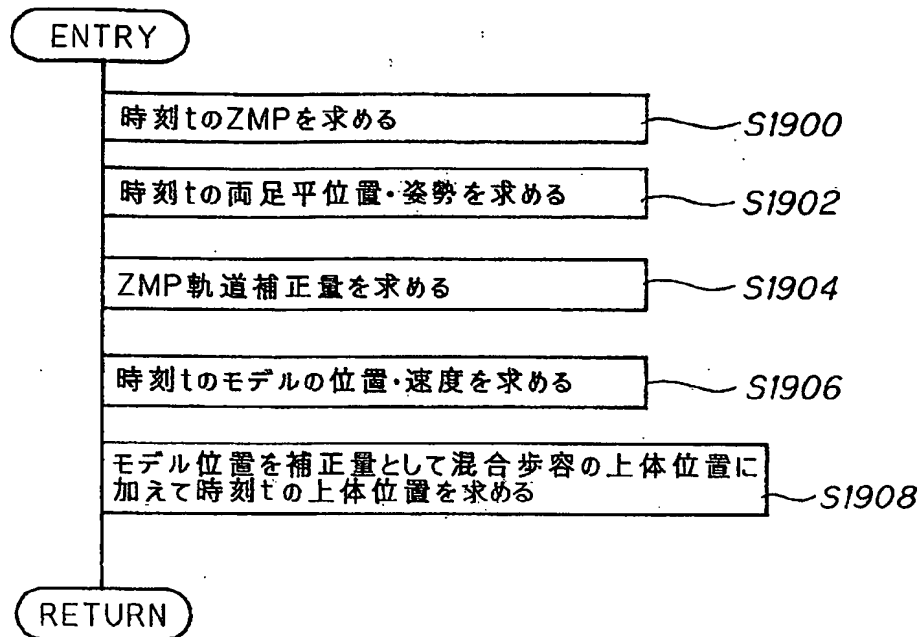 ENTRY
時刻tのZMPを求める
S1900
時刻tの両足平位置・姿勢を求める
S1902
ZMP軌道補正量を求める
S1904
時刻tのモデルの位置・速度を求める
S1906
モデル位置を補正量として混合歩容の上体位置に
加えて時刻tの上体位置を求める
S1908
RETURN